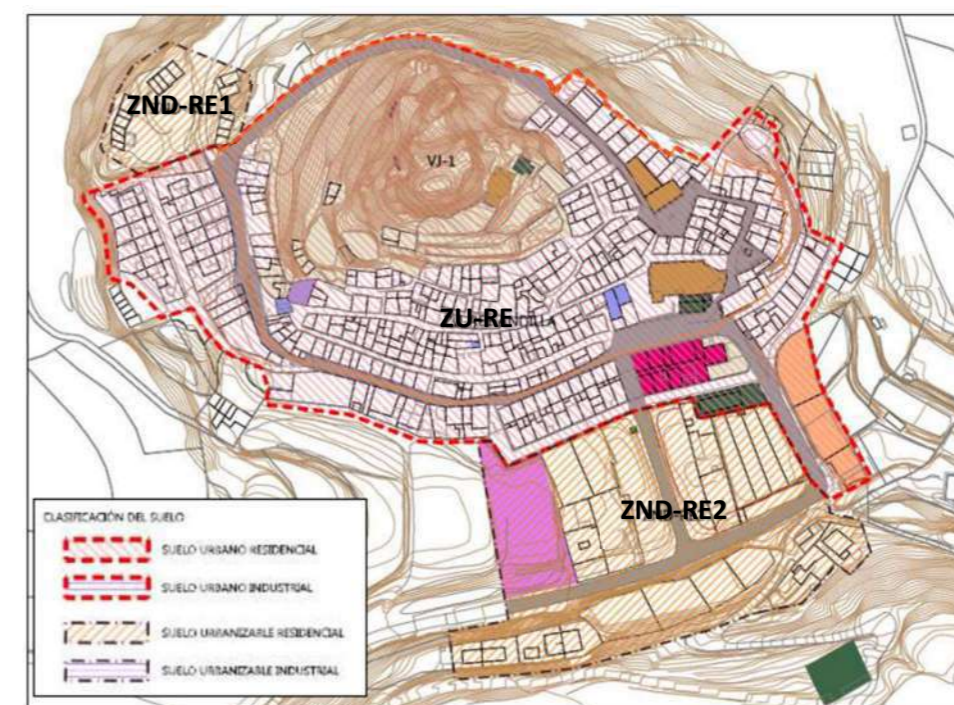 ZND-RE1
VJ-1
ZU-RE
ZND-RE2
CLASIFICACIÓN DEL SUELO
SUELO URBANO RESIDENCIAL
SUELO URBANO INDUSTRIAL
SUELO URBANIZABLE RESIDENCIAL
SUELO URBANIZABLE INDUSTRIAL